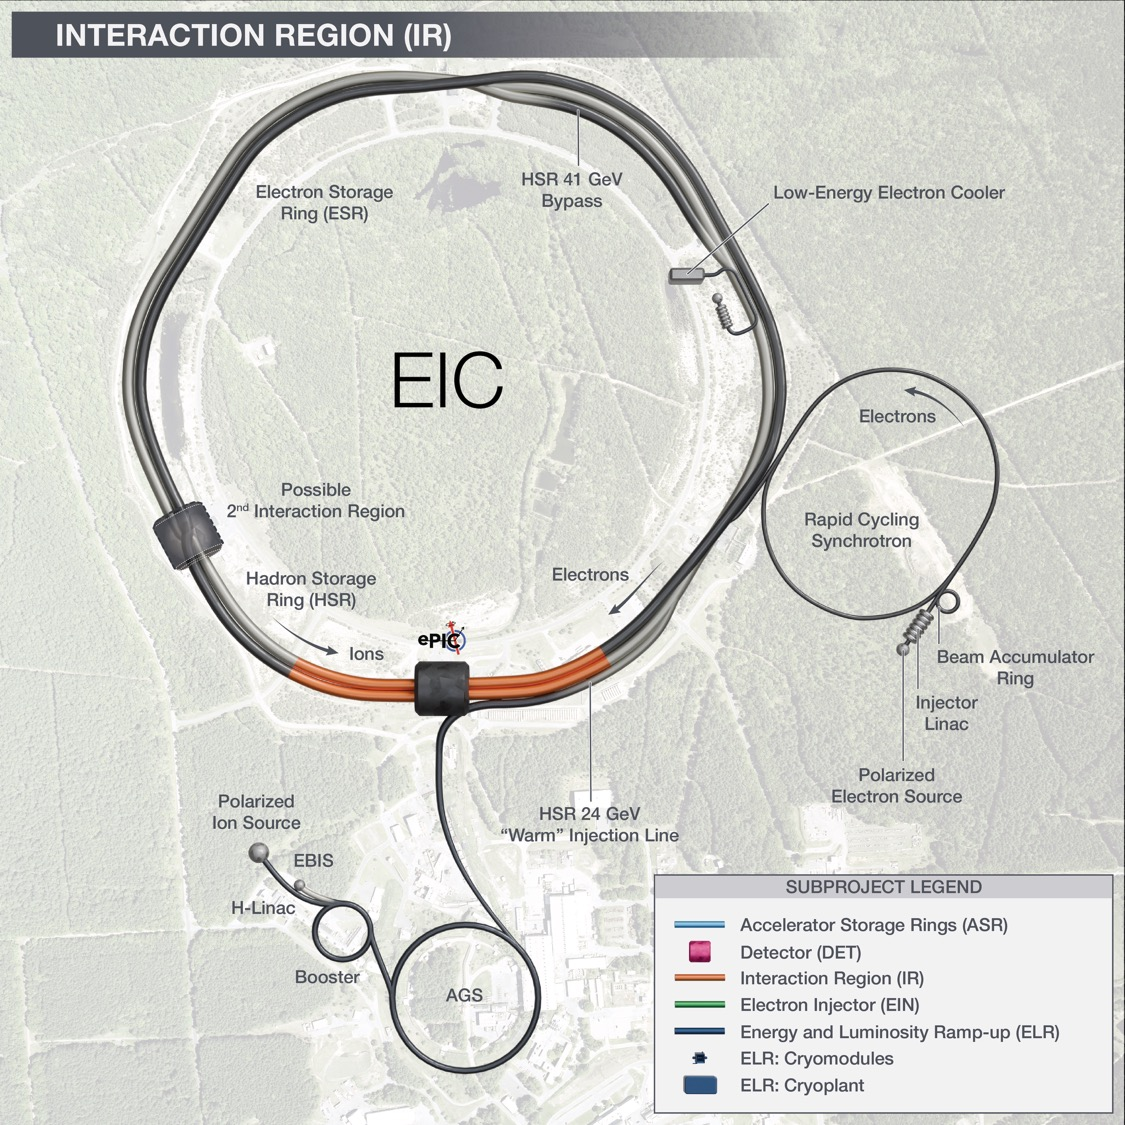 INTERACTION REGION (IR)
Electron Storage
Ring (ESR)
HSR 41 GeV
Bypass
Low-Energy Electron Cooler
EIC
Electrons
Possible
2nd Interaction Region
Rapid Cycling
Synchrotron
Hadron Storage
Ring (HSR)
Electrons
Ions
ePIC
Beam Accumulator
Ring
Injector
Linac
Polarized
Electron Source
Polarized
Ion Source
HSR 24 GeV
“Warm” Injection Line
EBIS
H-Linac
Booster
AGS
SUBPROJECT LEGEND
Accelerator Storage Rings (ASR)
Detector (DET)
Interaction Region (IR)
Electron Injector (EIN)
Energy and Luminosity Ramp-up (ELR)
ELR: Cryomodules
ELR: Cryoplant